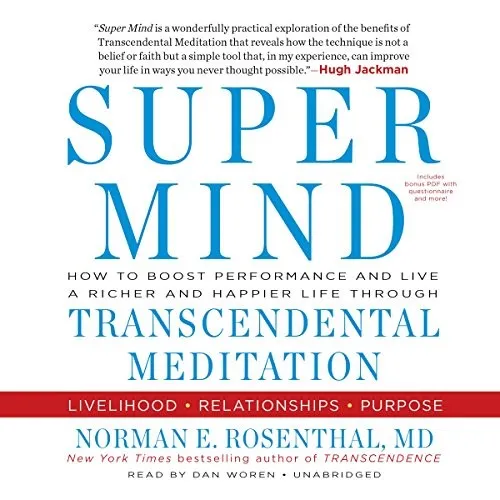 “Super Mind is a wonderfully practical exploration of the benefits of
Transcendental Meditation that reveals how the technique is not a
belief or faith but a simple tool that, in my experience, can improve
your life in ways you never thought possible.”—Hugh Jackman
SUPER
MIND
Includes
bonus PDF with
questionnaire
and more!
HOW TO BOOST PERFORMANCE AND LIVE
A RICHER AND HAPPIER LIFE THROUGH
TRANSCENDENTAL
MEDITATION
LIVELIHOOD • RELATIONSHIPS • PURPOSE
NORMAN E. ROSENTHAL, MD
New York Times bestselling author of TRANSCENDENCE
READ BY DAN WOREN • UNABRIDGED